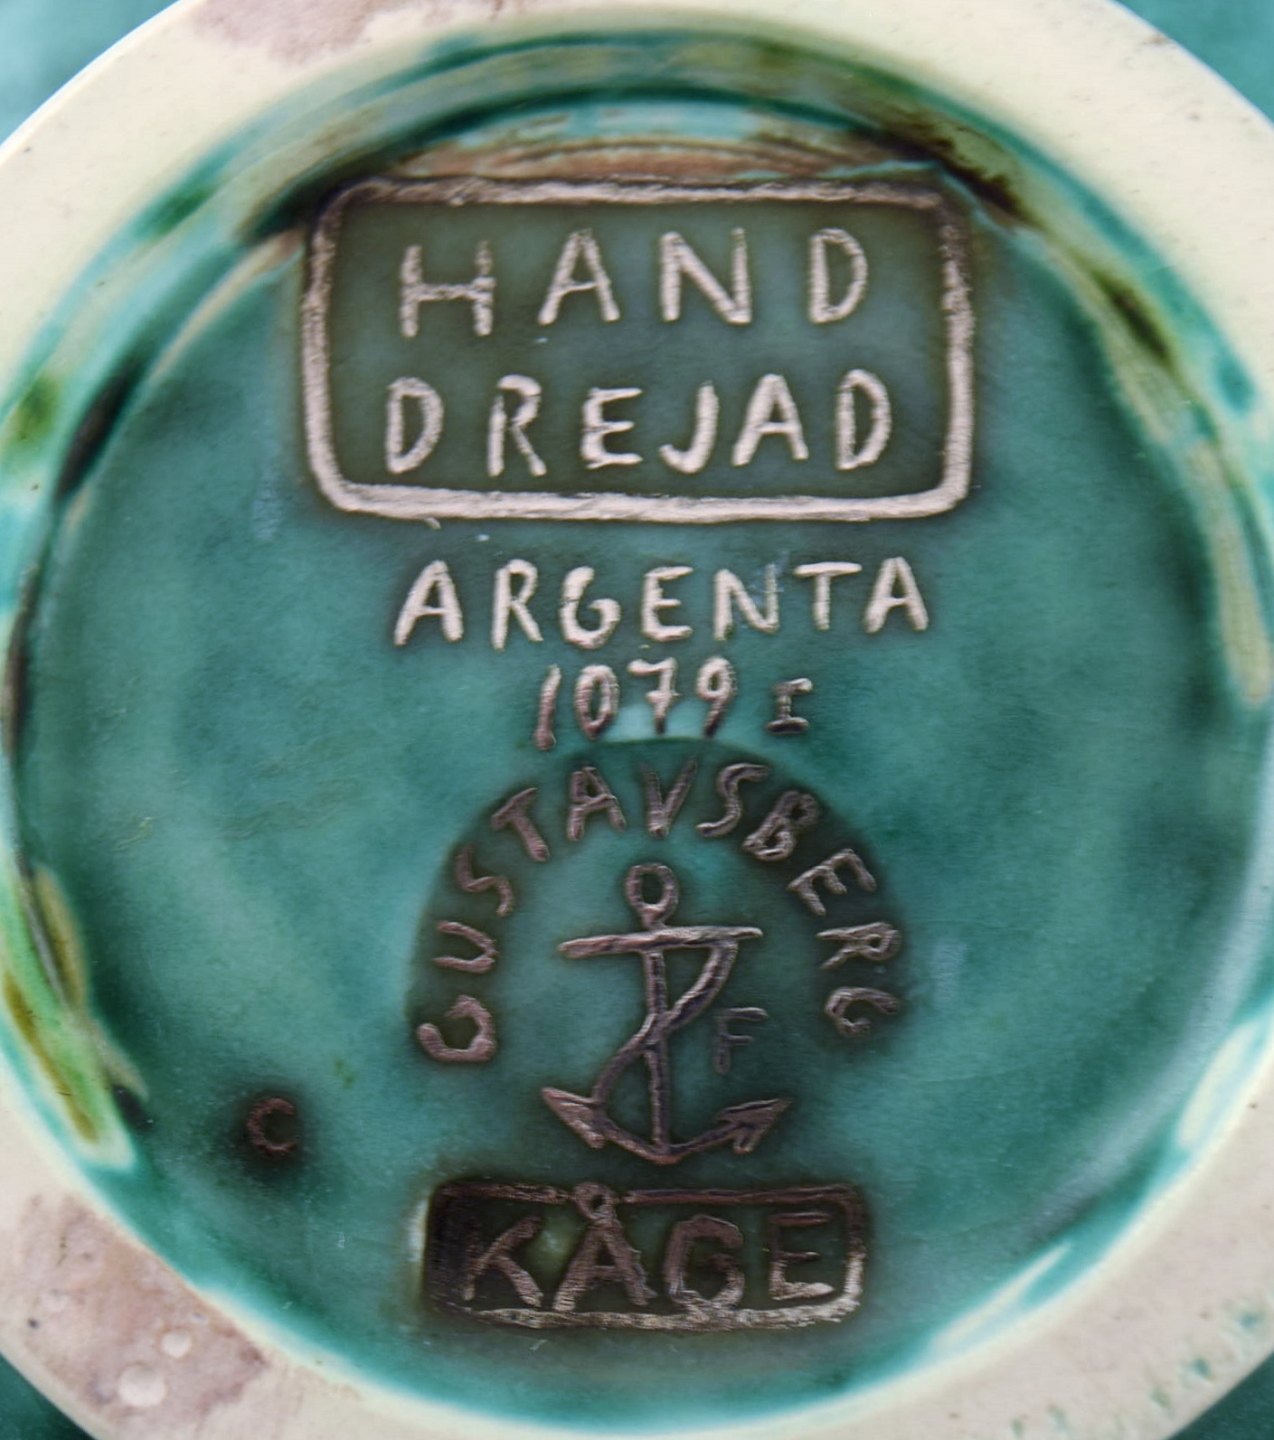 HAND
DREJAD
ARGENTA
1079 I
GUSTAVSBERG
F
C
KÅGE